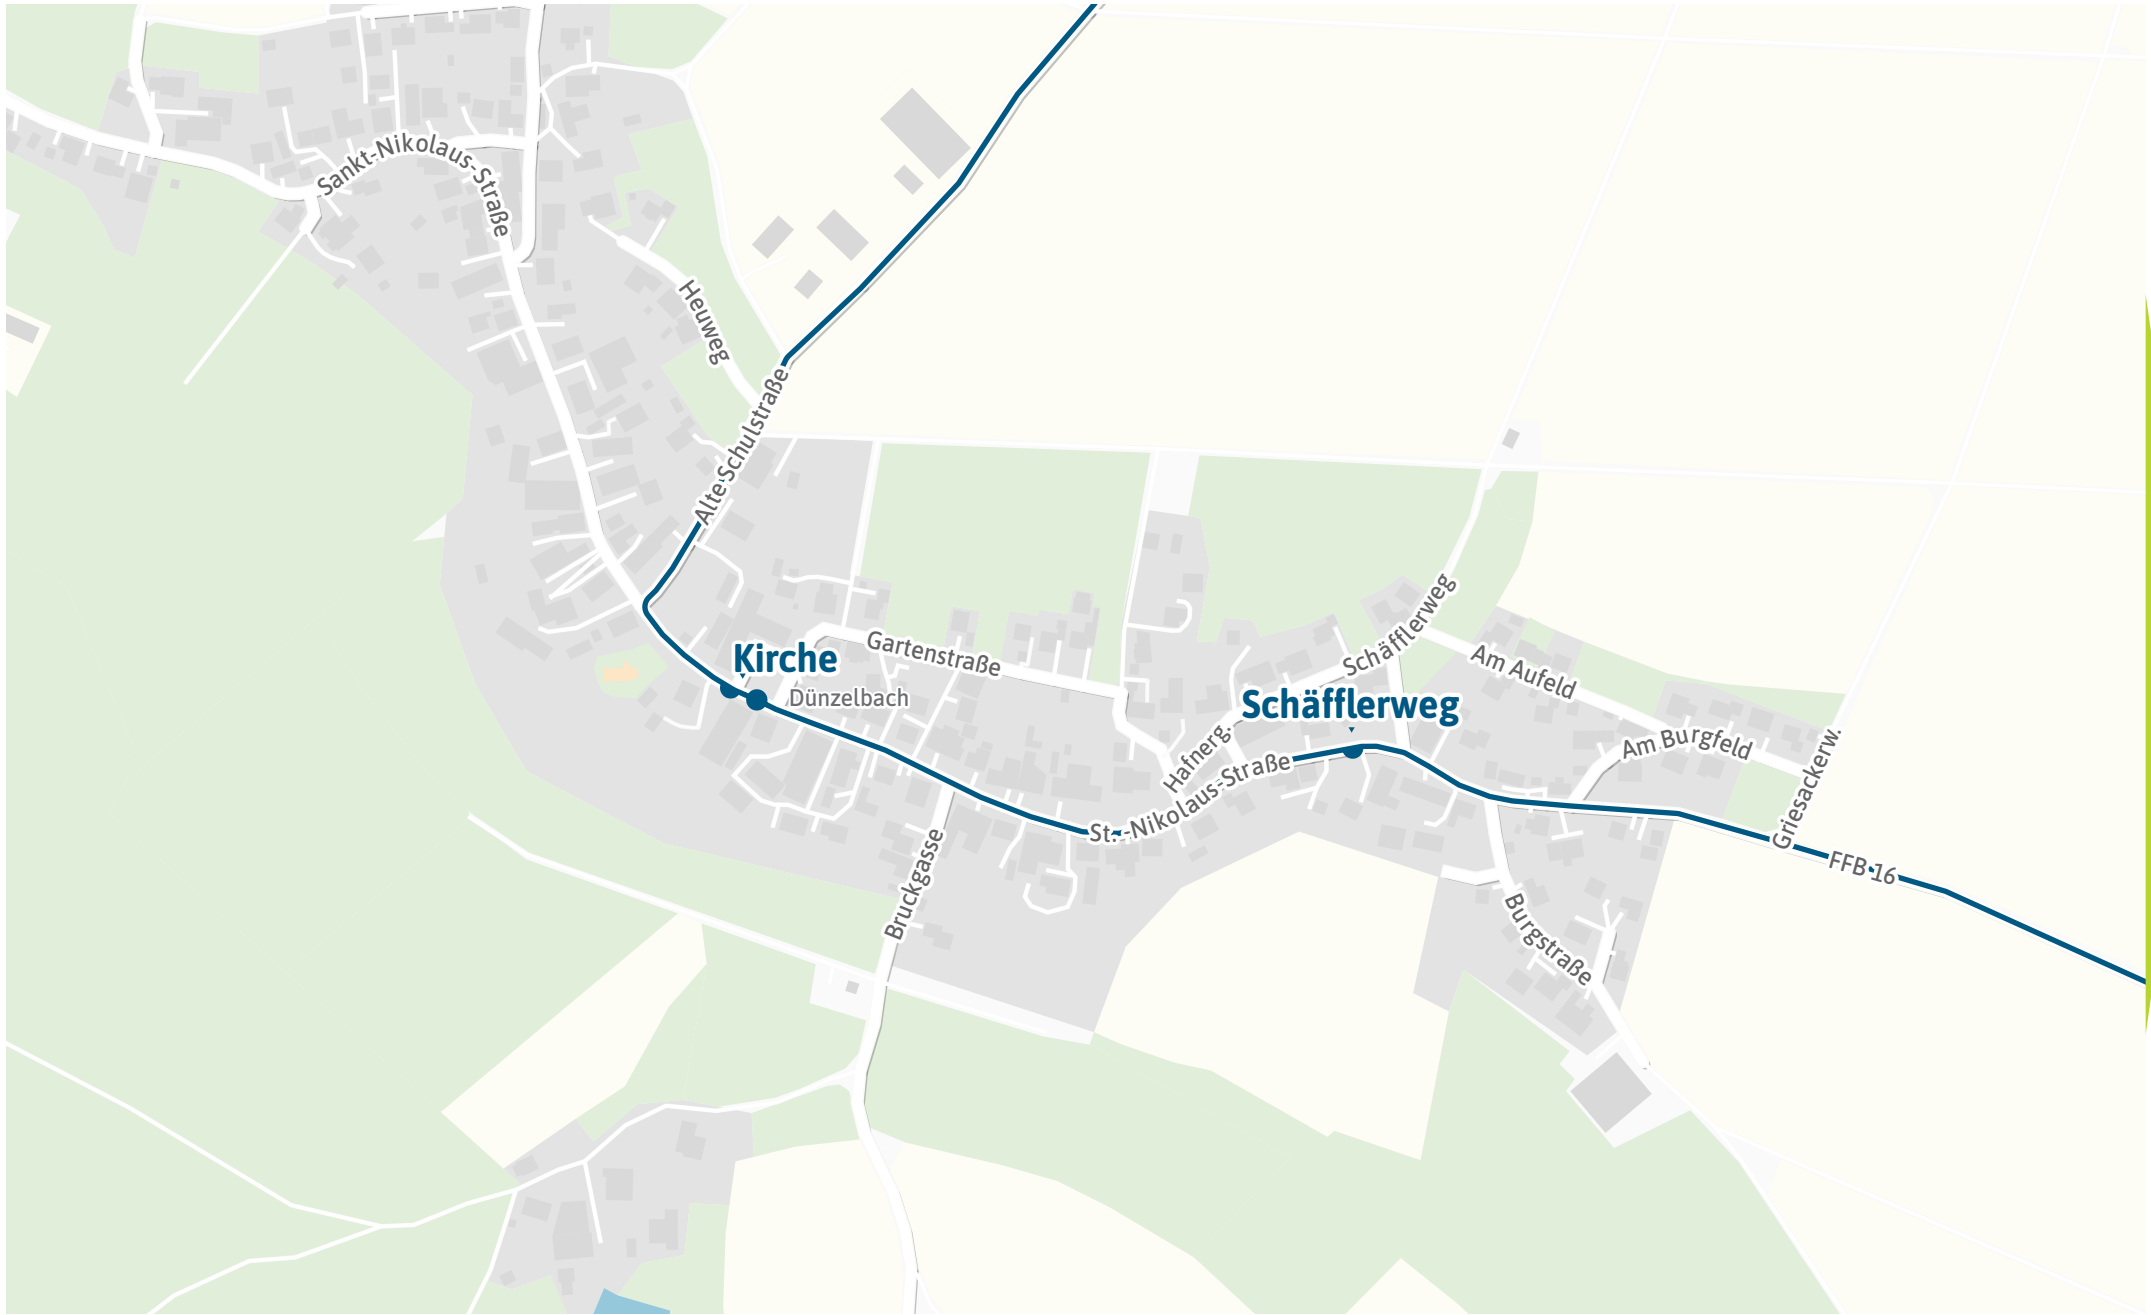 Sankt-Nikolaus-Straße
Heuweg
Alte Schulstraße
Kirche
Dünzelbach
Gartenstraße
Schäfflerweg
Schäfflerweg
Am Aufeld
Am Burgfeld
Hafnerg.
St.-Nikolaus-Straße
Griesackerw.
FFB 16
Bruckgasse
Burgstraße